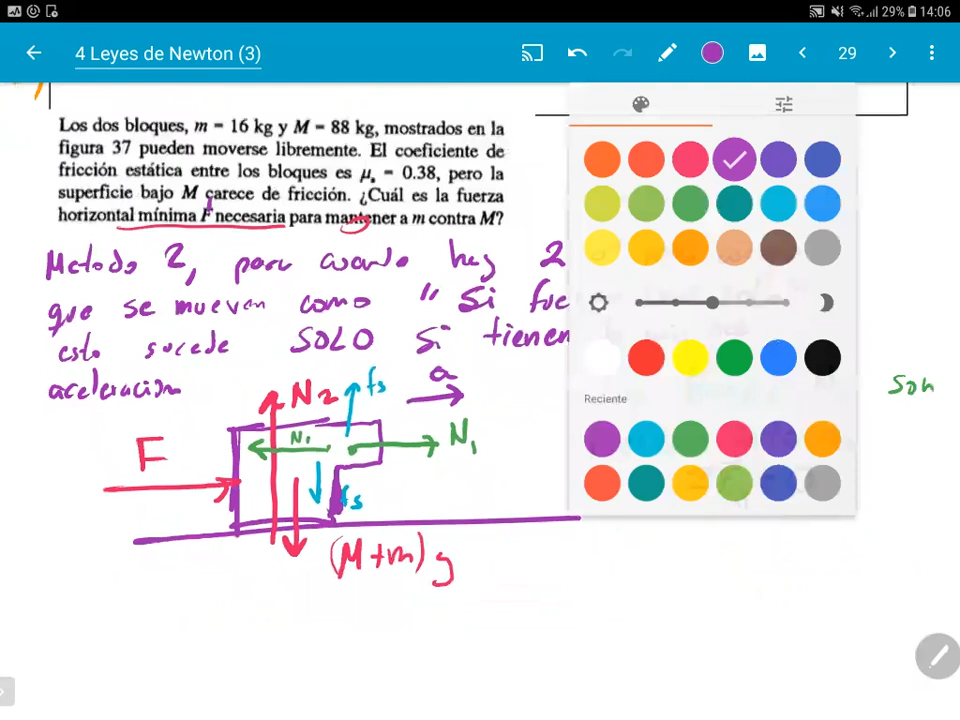 29% 14:06
4 Leyes de Newton (3)
29
Los dos bloques, m = 16 kg y M = 88 kg, mostrados en la
figura 37 pueden moverse libremente. El coeficiente de
fricción estática entre los bloques es μs = 0.38, pero la
superficie bajo M carece de fricción. ¿Cuál es la fuerza
horizontal mínima F necesaria para mantener a m contra M?
Metodo 2, para cuando hay 2
que se mueven como " Si fue
esto sucede SOLO si tienen
aceleracion
Reciente
son
N2
fs
a
F
N1
N1
fs
(M+m) g